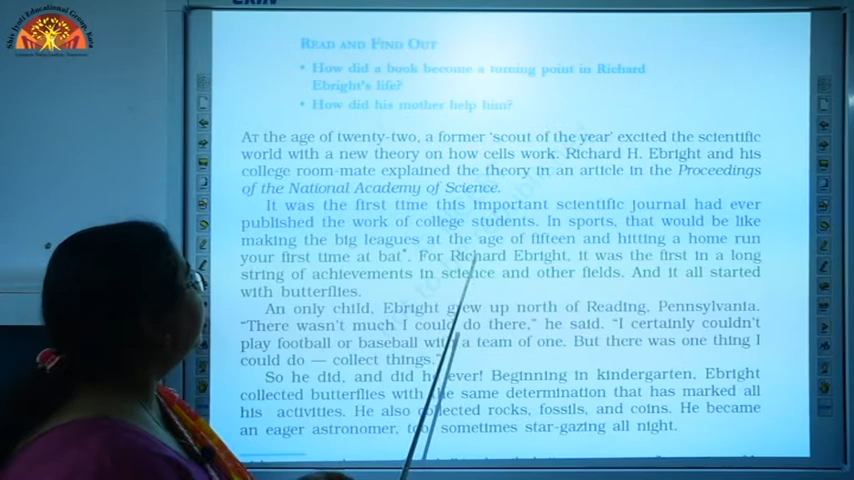 Shiv Jyoti Educational Group, Kota
READ AND FIND OUT
• How did a book become a turning point in Richard
Ebright's life?
• How did his mother help him?
AT the age of twenty-two, a former 'scout of the year' excited the scientific
world with a new theory on how cells work. Richard H. Ebright and his
college room-mate explained the theory in an article in the Proceedings
of the National Academy of Science.
It was the first time this important scientific journal had ever
published the work of college students. In sports, that would be like
making the big leagues at the age of fifteen and hitting a home run
your first time at bat*. For Richard Ebright, it was the first in a long
string of achievements in science and other fields. And it all started
with butterflies.
An only child, Ebright grew up north of Reading, Pennsylvania.
"There wasn't much I could do there," he said. "I certainly couldn't
play football or baseball with a team of one. But there was one thing I
could do — collect things."
So he did, and did he ever! Beginning in kindergarten, Ebright
collected butterflies with the same determination that has marked all
his activities. He also collected rocks, fossils, and coins. He became
an eager astronomer, too, sometimes star-gazing all night.